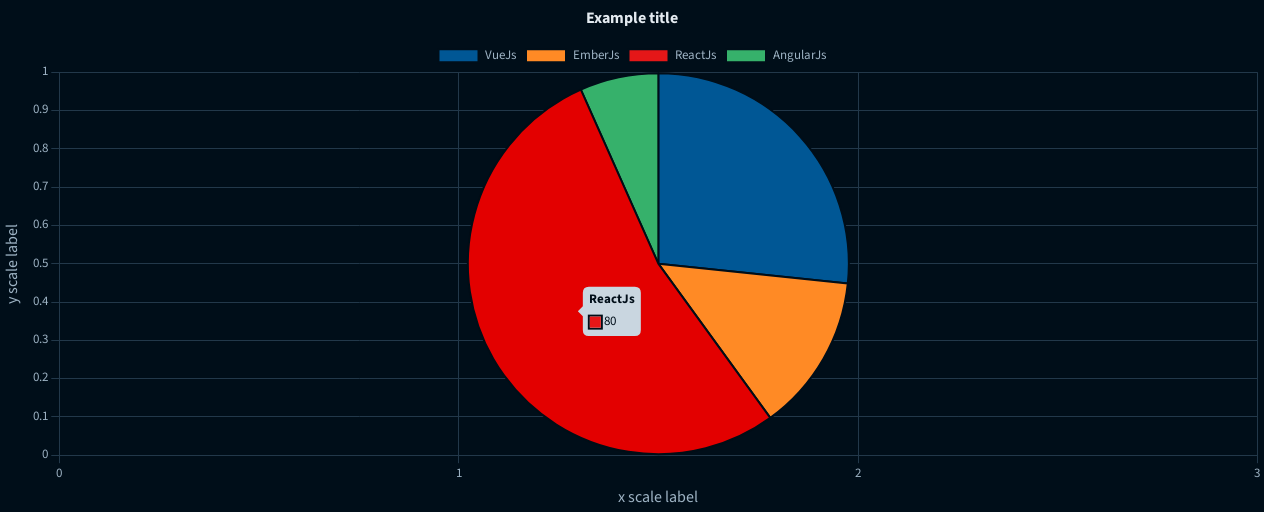 Example title
VueJs EmberJs ReactJs AngularJs
1
0.9
0.8
0.7
0.6
0.5
0.4
0.3
0.2
0.1
0
y scale label
ReactJs
80
0 1 2 3
x scale label